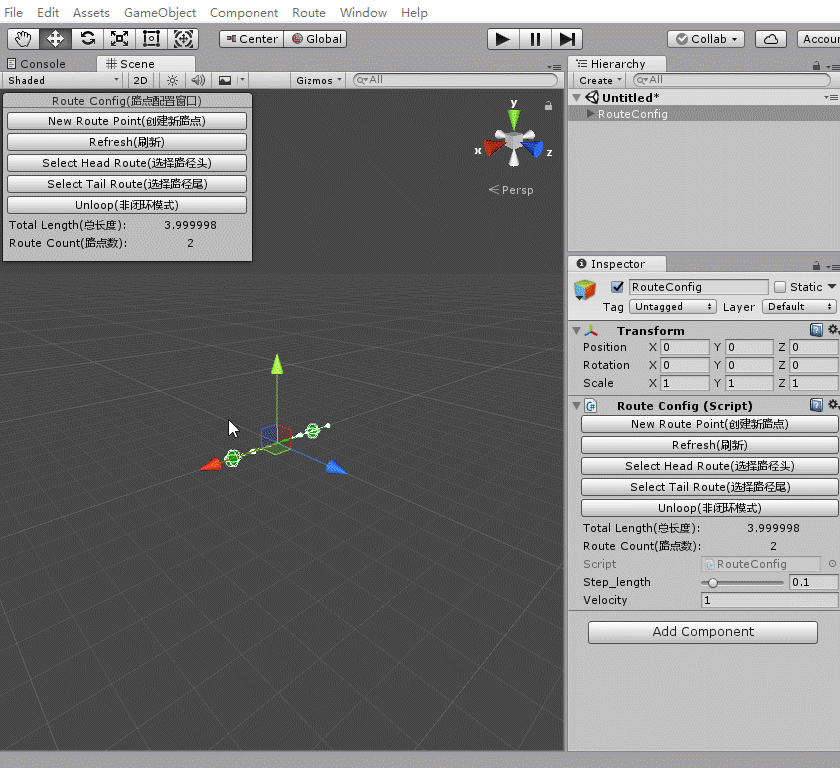 File Edit Assets GameObject Component Route Window Help
Center Global Collab Accour
Console Scene
Shaded 2D Gizmos All
Route Config(路点配置窗口)
New Route Point(创建新路点)
Refresh(刷新)
Select Head Route(选择路径头)
Select Tail Route(选择路径尾)
Unloop(非闭环模式)
Total Length(总长度): 3.999998
Route Count(路点数): 2
y
x
z
Persp
Hierarchy
Create All
Untitled*
RouteConfig
Inspector
RouteConfig Static
Tag Untagged Layer Default
Transform
Position X 0 Y 0 Z 0
Rotation X 0 Y 0 Z 0
Scale X 1 Y 1 Z 1
Route Config (Script)
New Route Point(创建新路点)
Refresh(刷新)
Select Head Route(选择路径头)
Select Tail Route(选择路径尾)
Unloop(非闭环模式)
Total Length(总长度): 3.999998
Route Count(路点数): 2
Script RouteConfig
Step_length 0.1
Velocity 1
Add Component